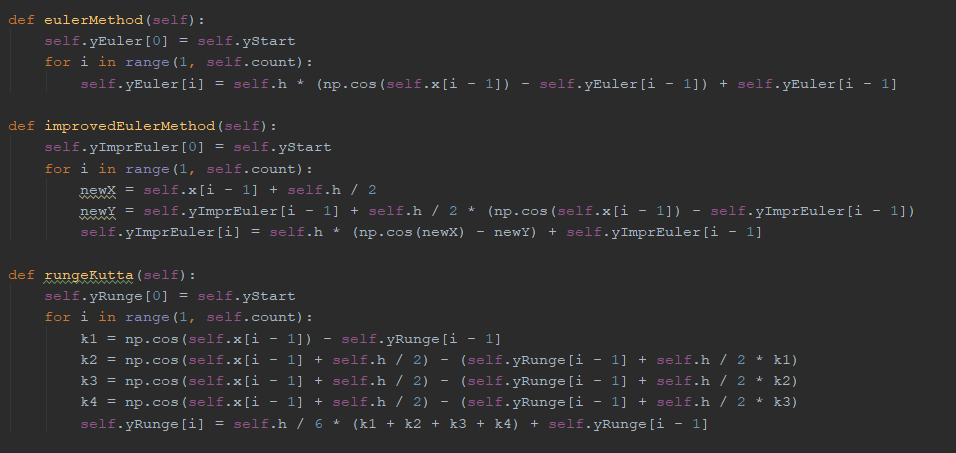 def eulerMethod(self):
    self.yEuler[0] = self.yStart
    for i in range(1, self.count):
        self.yEuler[i] = self.h * (np.cos(self.x[i - 1]) - self.yEuler[i - 1]) + self.yEuler[i - 1]
def improvedEulerMethod(self):
    self.yImprEuler[0] = self.yStart
    for i in range(1, self.count):
        newX = self.x[i - 1] + self.h / 2
        newY = self.yImprEuler[i - 1] + self.h / 2 * (np.cos(self.x[i - 1]) - self.yImprEuler[i - 1])
        self.yImprEuler[i] = self.h * (np.cos(newX) - newY) + self.yImprEuler[i - 1]
def rungeKutta(self):
    self.yRunge[0] = self.yStart
    for i in range(1, self.count):
        k1 = np.cos(self.x[i - 1]) - self.yRunge[i - 1]
        k2 = np.cos(self.x[i - 1] + self.h / 2) - (self.yRunge[i - 1] + self.h / 2 * k1)
        k3 = np.cos(self.x[i - 1] + self.h / 2) - (self.yRunge[i - 1] + self.h / 2 * k2)
        k4 = np.cos(self.x[i - 1] + self.h / 2) - (self.yRunge[i - 1] + self.h / 2 * k3)
        self.yRunge[i] = self.h / 6 * (k1 + k2 + k3 + k4) + self.yRunge[i - 1]